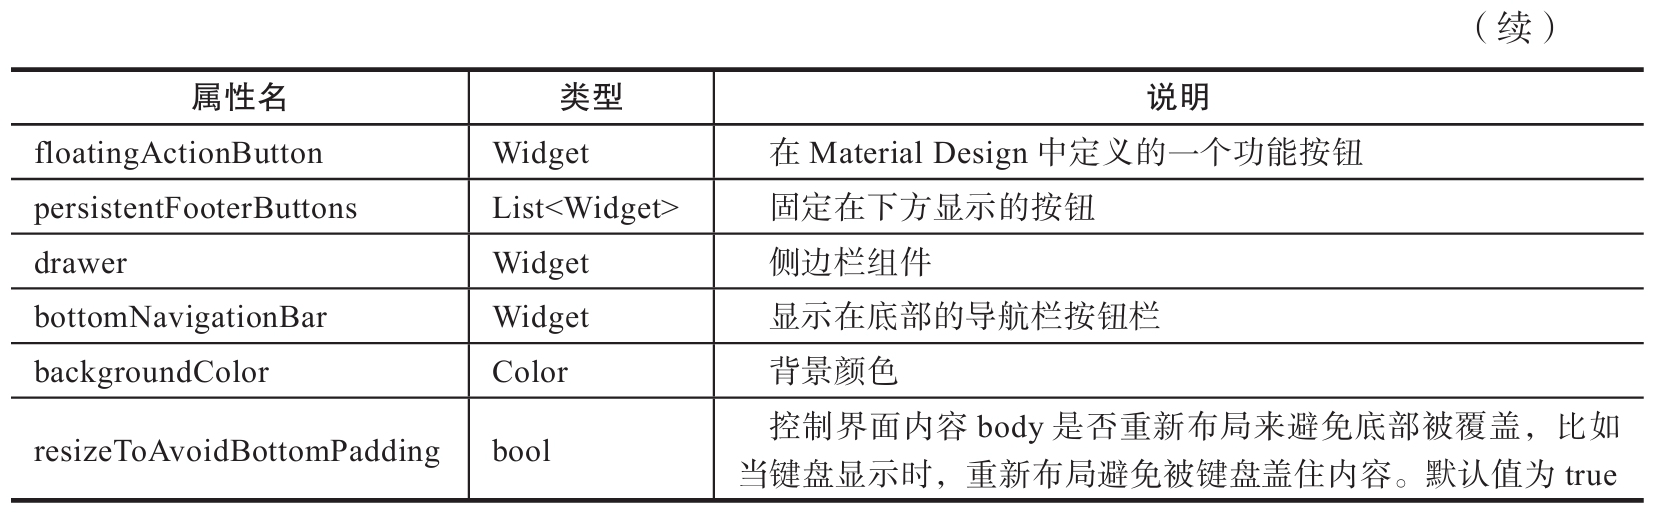 （续）
属性名 类型 说明
floatingActionButton Widget 在 Material Design 中定义的一个功能按钮
persistentFooterButtons List<Widget> 固定在下方显示的按钮
drawer Widget 侧边栏组件
bottomNavigationBar Widget 显示在底部的导航栏按钮栏
backgroundColor Color 背景颜色
resizeToAvoidBottomPadding bool 控制界面内容 body 是否重新布局来避免底部被覆盖，比如
当键盘显示时，重新布局避免被键盘盖住内容。默认值为 true